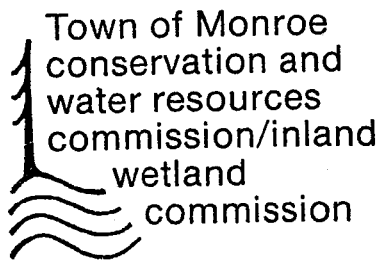 Town of Monroe
conservation and
water resources
commission/inland
wetland
commission